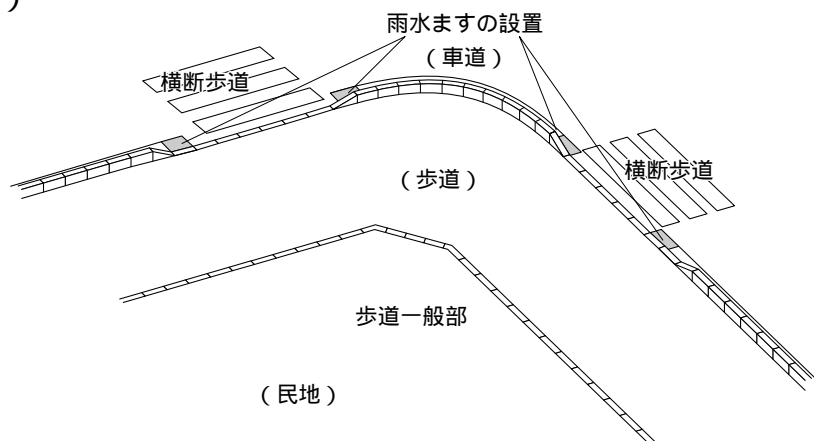 ）
雨水ますの設置
（車道）
横断歩道
横断歩道
（歩道）
歩道一般部
（民地）